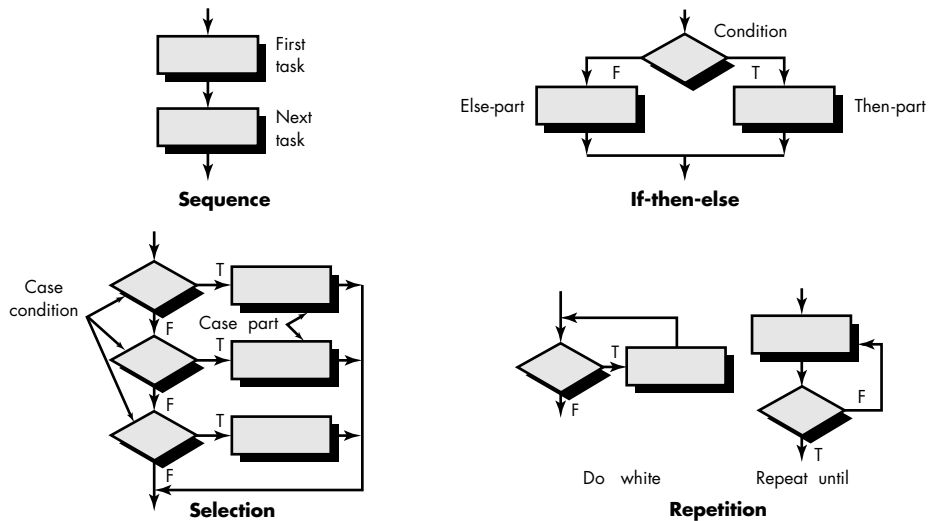 First
task
Next
task
Sequence
Condition
F
T
Else-part
Then-part
If-then-else
Case
condition
T
F
Case part
T
F
T
F
Selection
T
F
Do white
F
T
Repeat until
Repetition